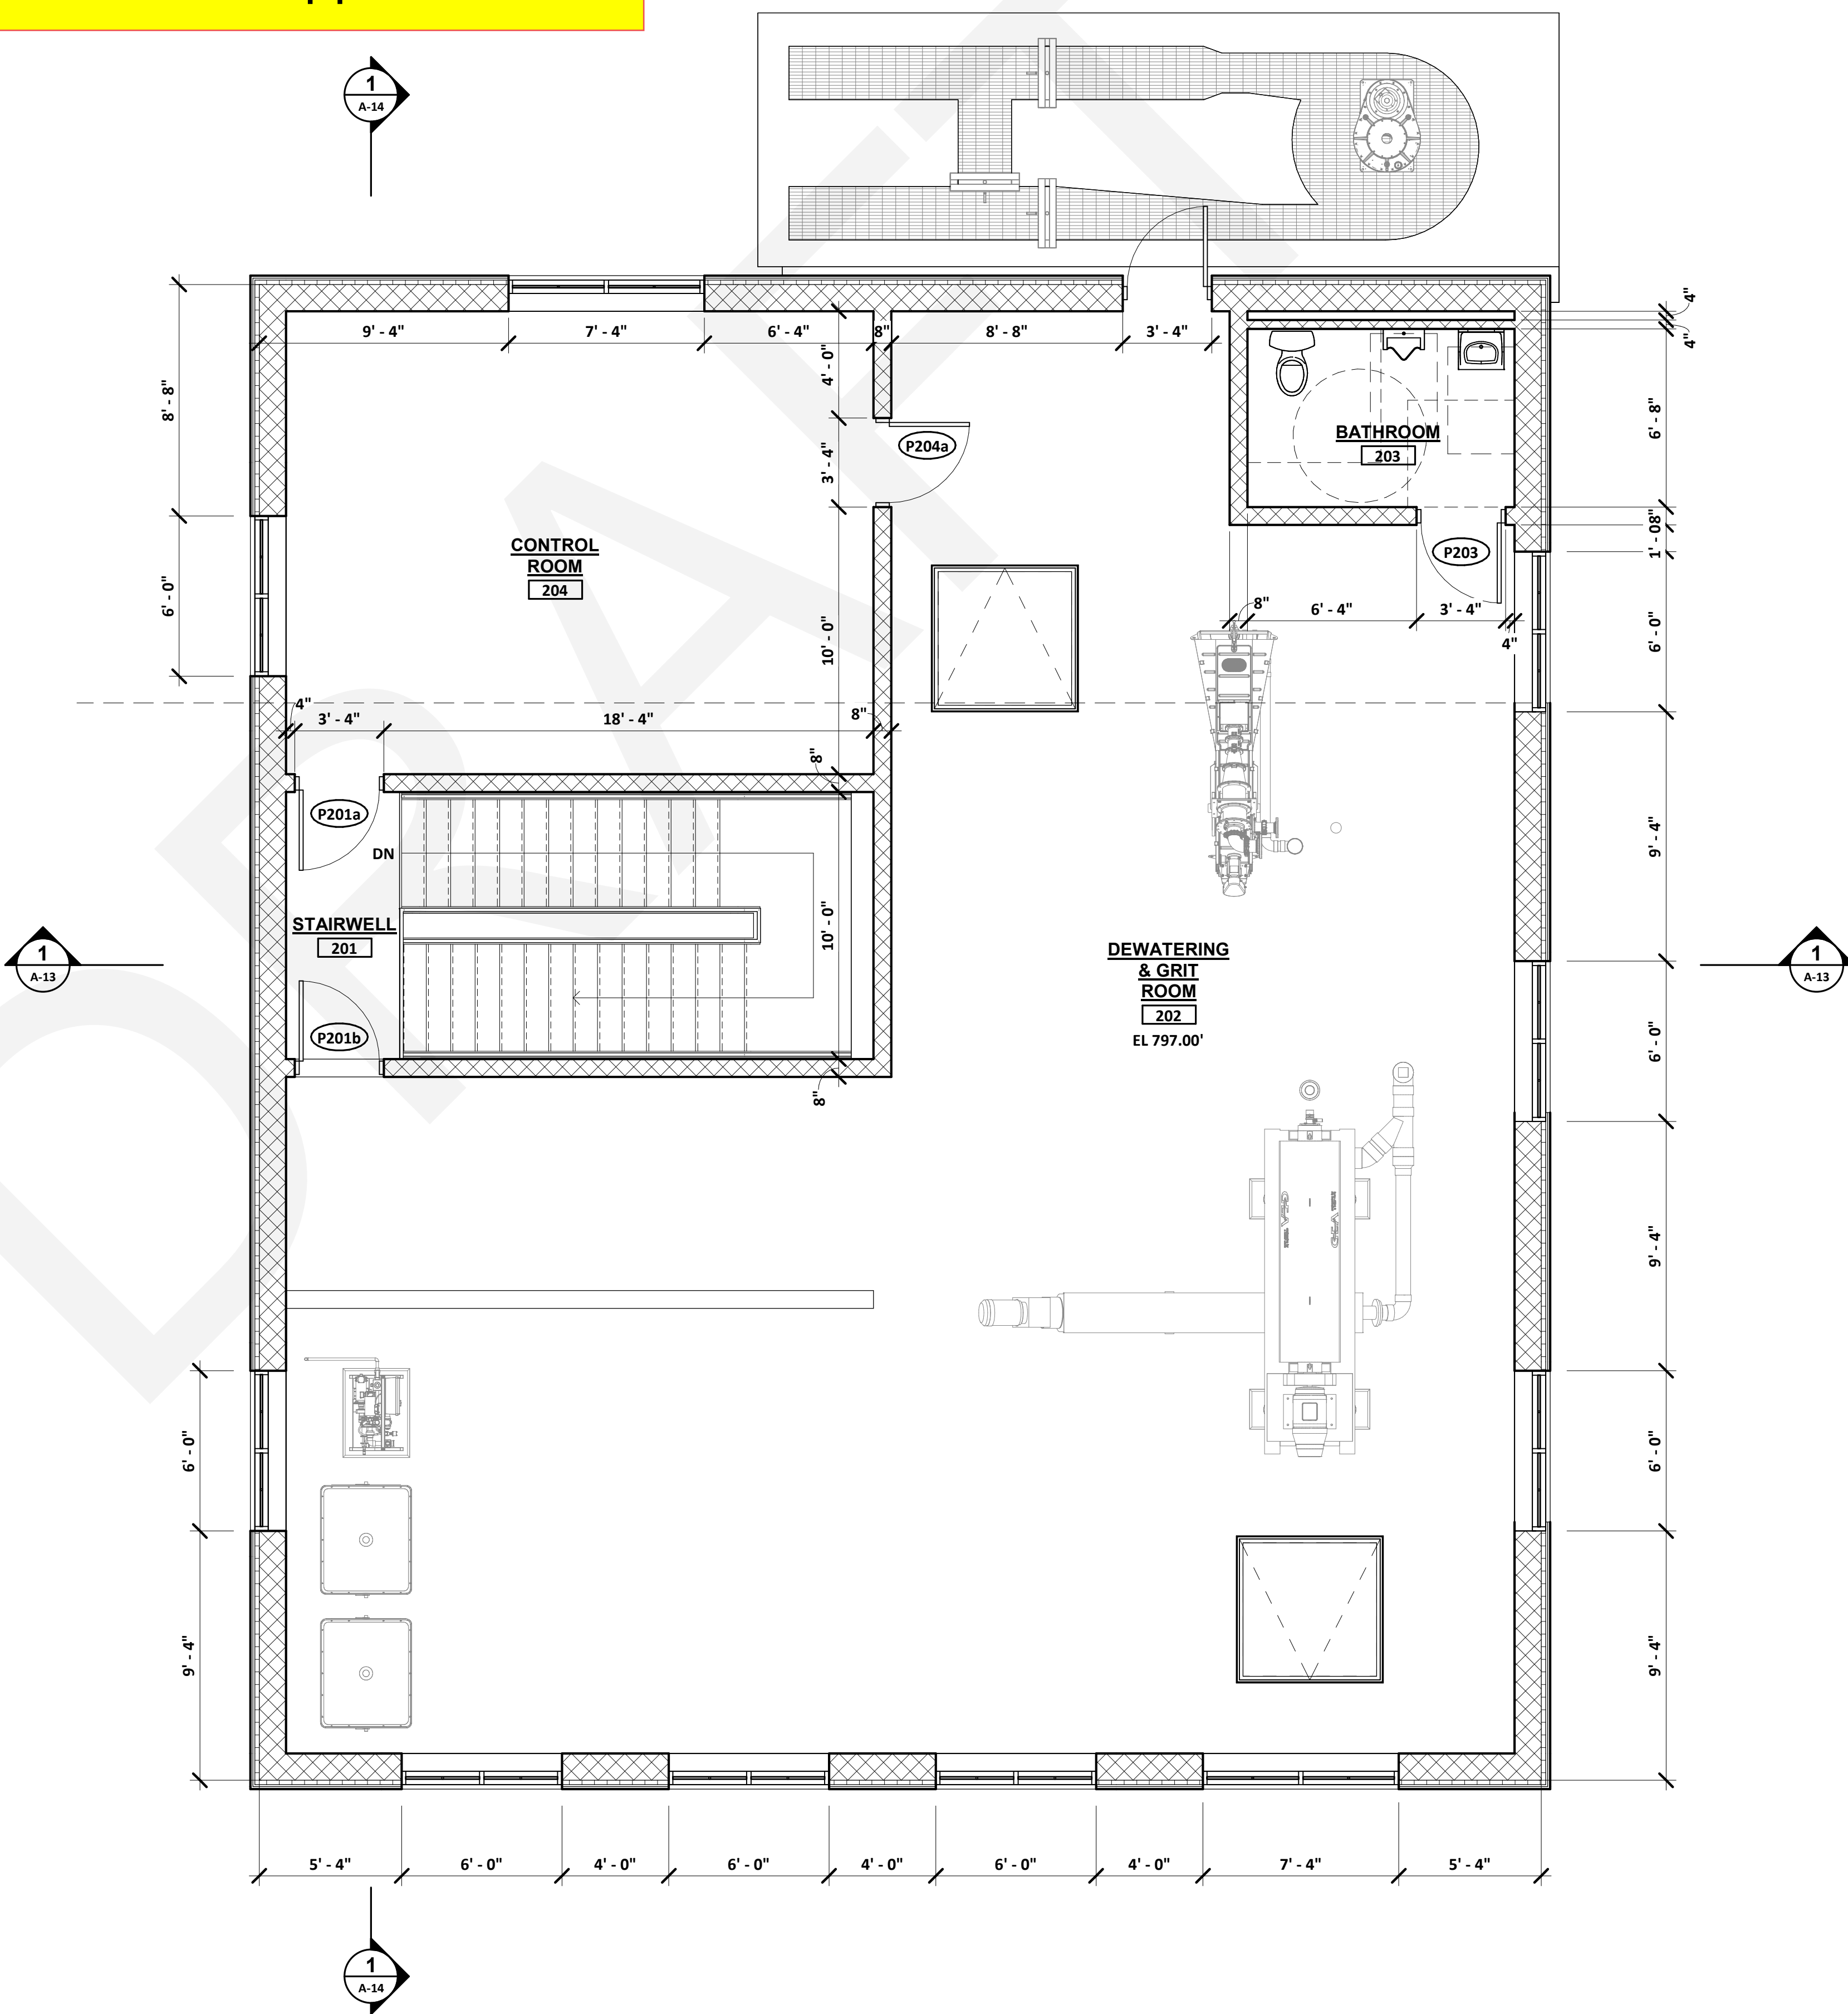 1
A-14
9' - 4"
7' - 4"
6' - 4"
8"
8' - 8"
3' - 4"
4"
4"
8' - 8"
4' - 0"
6' - 8"
P204a
BATHROOM
203
3' - 4"
1' - 0"
8"
P203
CONTROL
ROOM
204
6' - 0"
8"
6' - 4"
3' - 4"
4"
6' - 0"
10' - 0"
4"
3' - 4"
18' - 4"
8"
8"
P201a
DN
9' - 4"
STAIRWELL
201
10' - 0"
DEWATERING
& GRIT
ROOM
202
EL 797.00'
1
A-13
1
A-13
P201b
6' - 0"
8"
9' - 4"
6' - 0"
6' - 0"
9' - 4"
9' - 4"
5' - 4"
6' - 0"
4' - 0"
6' - 0"
4' - 0"
6' - 0"
4' - 0"
7' - 4"
5' - 4"
1
A-14
DRAFT